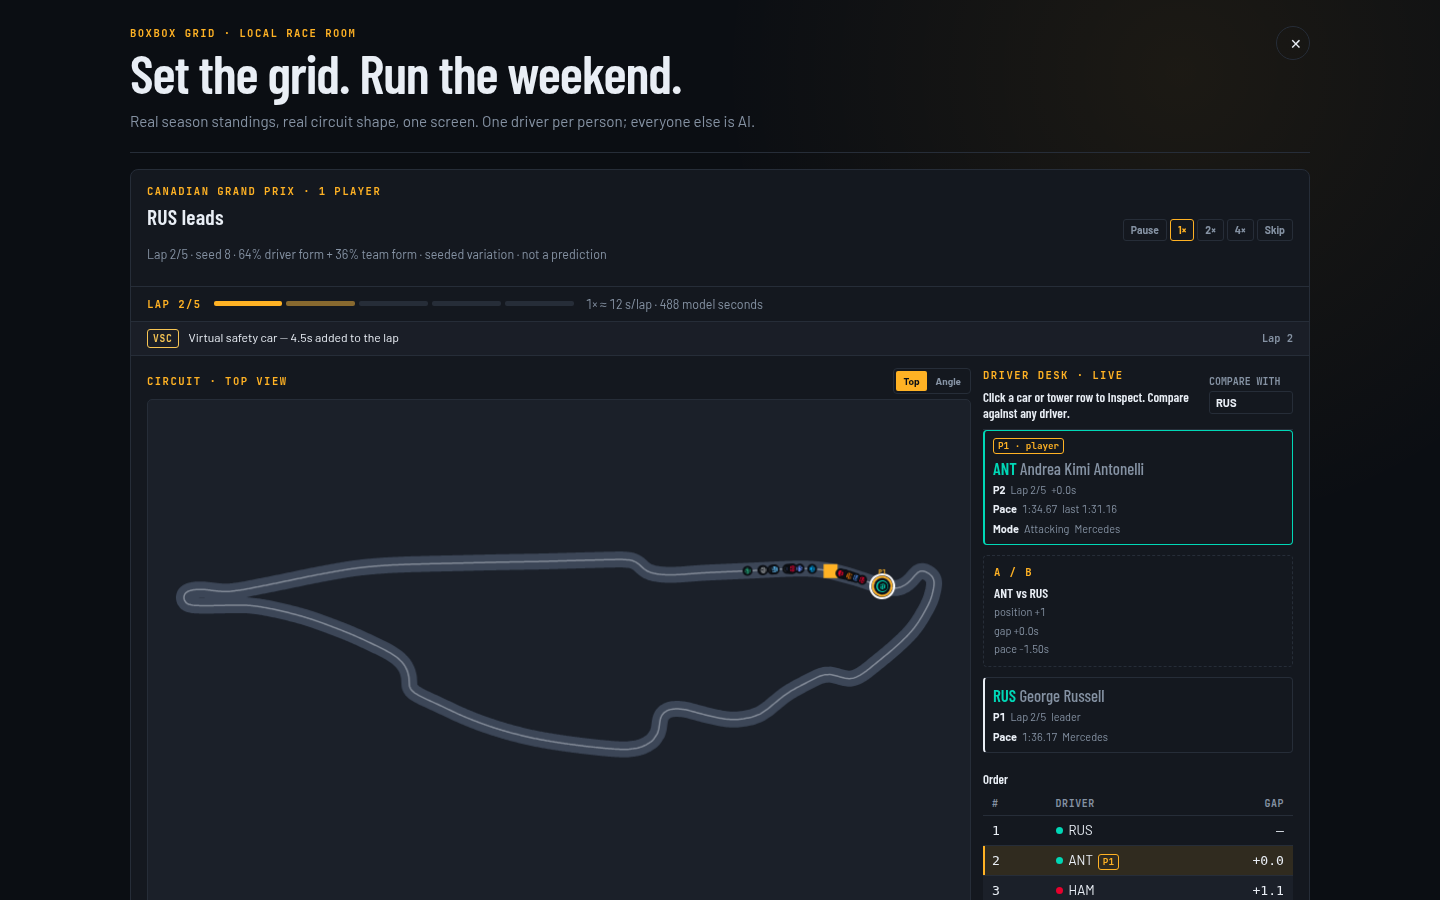 BOXBOX GRID · LOCAL RACE ROOM
Set the grid. Run the weekend.
Real season standings, real circuit shape, one screen. One driver per person; everyone else is AI.
×
CANADIAN GRAND PRIX · 1 PLAYER
RUS leads
Lap 2/5 · seed 8 · 64% driver form + 36% team form · seeded variation · not a prediction
Pause 1× 2× 4× Skip
LAP 2/5 1× ≈ 12 s/lap · 488 model seconds
VSC Virtual safety car — 4.5s added to the lap Lap 2
CIRCUIT · TOP VIEW
Top Angle
DRIVER DESK · LIVE
Click a car or tower row to inspect. Compare
against any driver.
COMPARE WITH
RUS
P1 · player
ANT Andrea Kimi Antonelli
P2 Lap 2/5 +0.0s
Pace 1:34.67 last 1:31.16
Mode Attacking Mercedes
A / B
ANT vs RUS
position +1
gap +0.0s
pace -1.50s
RUS George Russell
P1 Lap 2/5 leader
Pace 1:36.17 Mercedes
Order
# DRIVER GAP
1 RUS —
2 ANT P1 +0.0
3 HAM +1.1
P1